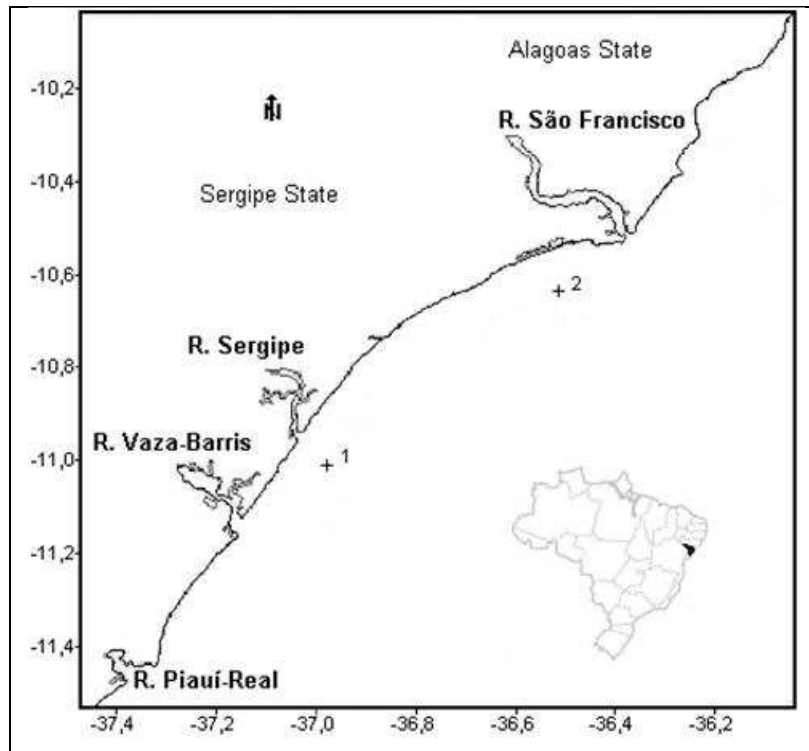 Alagoas State
-10,2
N
R. São Francisco
-10,4
Sergipe State
-10,6
2
-10,8
R. Sergipe
R. Vaza-Barris
-11,0
1
-11,2
-11,4
R. Piauí-Real
-37,4 -37,2 -37,0 -36,8 -36,6 -36,4 -36,2